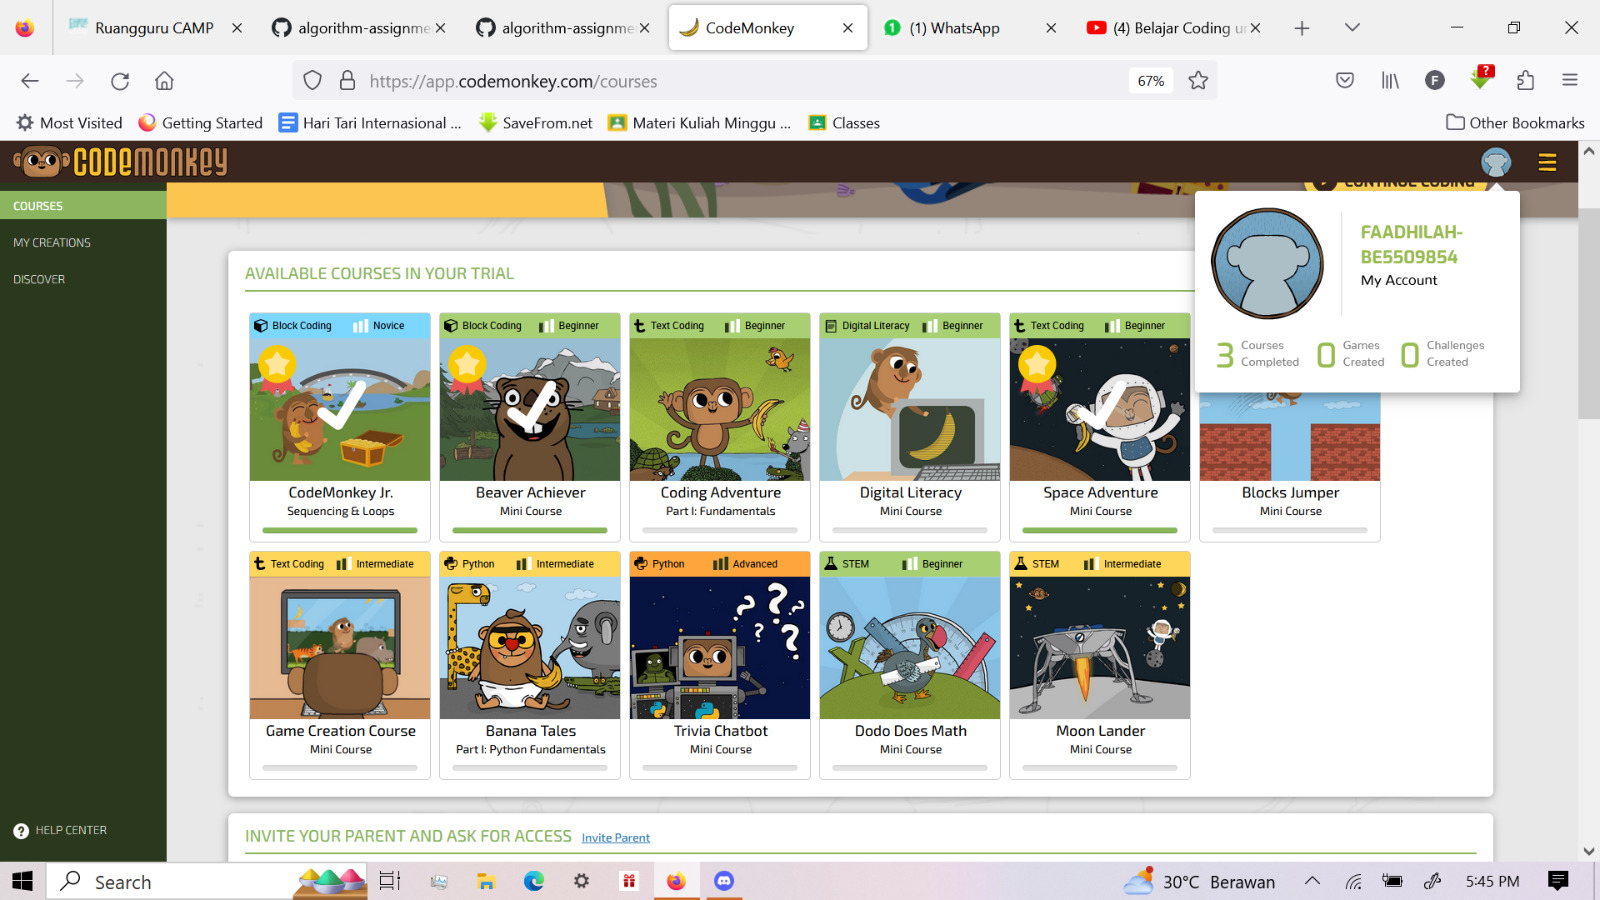 Ruangguru CAMP
algorithm-assignme
algorithm-assignme
CodeMonkey
(1) WhatsApp
(4) Belajar Coding u
https://app.codemonkey.com/courses
67%
F
?
Most Visited
Getting Started
Hari Tari Internasional ...
SaveFrom.net
Materi Kuliah Minggu ...
Classes
Other Bookmarks
CODEMONKEY
CONTINUE CODING
COURSES
MY CREATIONS
DISCOVER
HELP CENTER
FAADHILAH-
BE5509854
My Account
3 Courses
Completed
0 Games
Created
0 Challenges
Created
AVAILABLE COURSES IN YOUR TRIAL
Block Coding Novice
Block Coding Beginner
Text Coding Beginner
Digital Literacy Beginner
Text Coding Beginner
CodeMonkey Jr.
Sequencing & Loops
Beaver Achiever
Mini Course
Coding Adventure
Part I: Fundamentals
Digital Literacy
Mini Course
Space Adventure
Mini Course
Blocks Jumper
Mini Course
Text Coding Intermediate
Python Intermediate
Python Advanced
STEM Beginner
STEM Intermediate
? ? ? ? ?
Game Creation Course
Mini Course
Banana Tales
Part I: Python Fundamentals
Trivia Chatbot
Mini Course
Dodo Does Math
Mini Course
Moon Lander
Mini Course
INVITE YOUR PARENT AND ASK FOR ACCESS Invite Parent
Search
30°C Berawan
5:45 PM